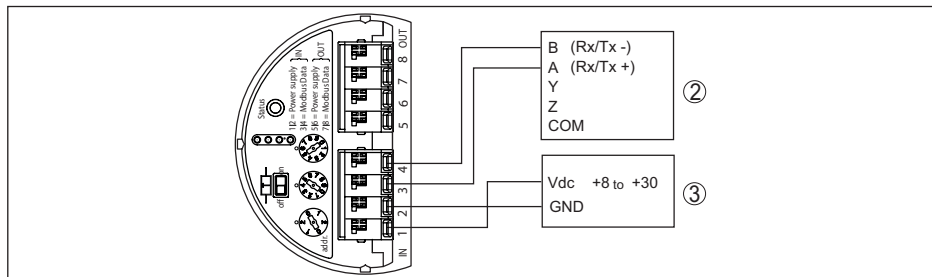 Status
1|2 = Power supply } IN
3|4 = Modbus Data
5|6 = Power supply } OUT
7|8 = Modbus Data
on
off
addr.
OUT
8
7
6
5
4
3
2
1
IN
B (Rx/Tx -)
A (Rx/Tx +)
Y
Z
COM
②
Vdc +8 to +30
GND
③